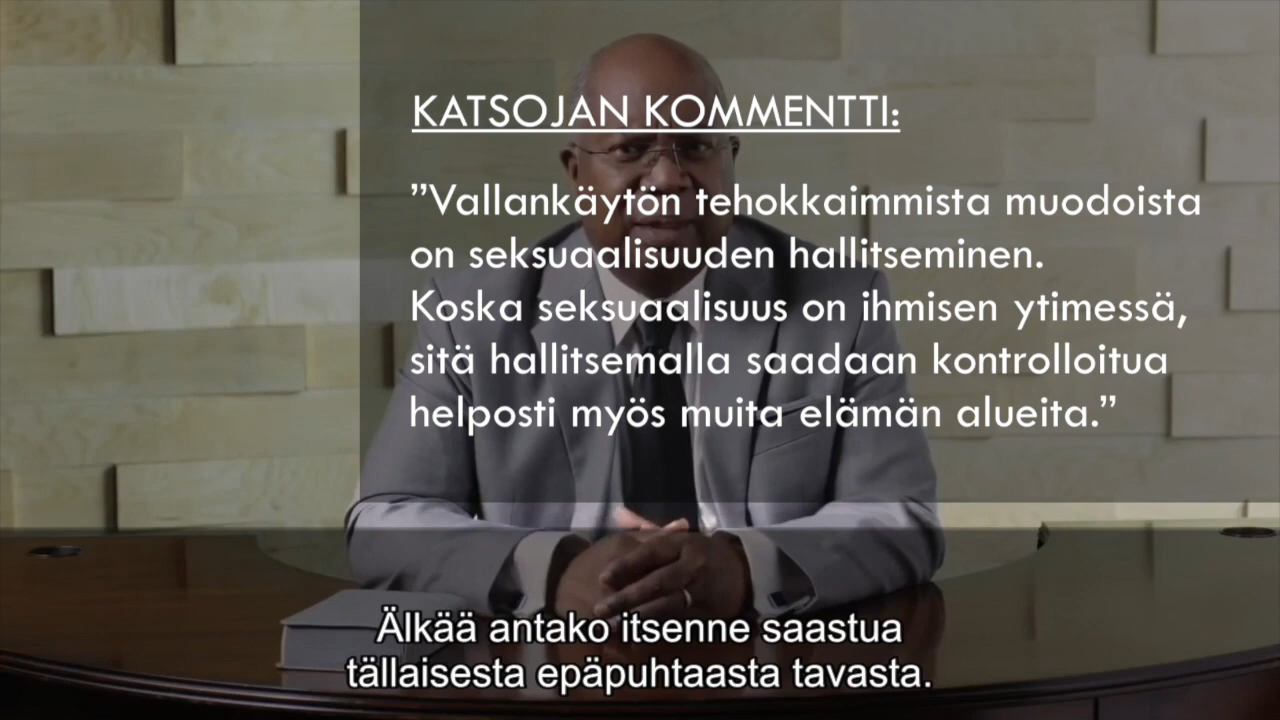 KATSOJAN KOMMENTTI:
”Vallankäytön tehokkaimmista muodoista
on seksuaalisuuden hallitseminen.
Koska seksuaalisuus on ihmisen ytimessä,
sitä hallitsemalla saadaan kontrolloitua
helposti myös muita elämän alueita.”
Älkää antako itsenne saastua
tällaisesta epäpuhtaasta tavasta.